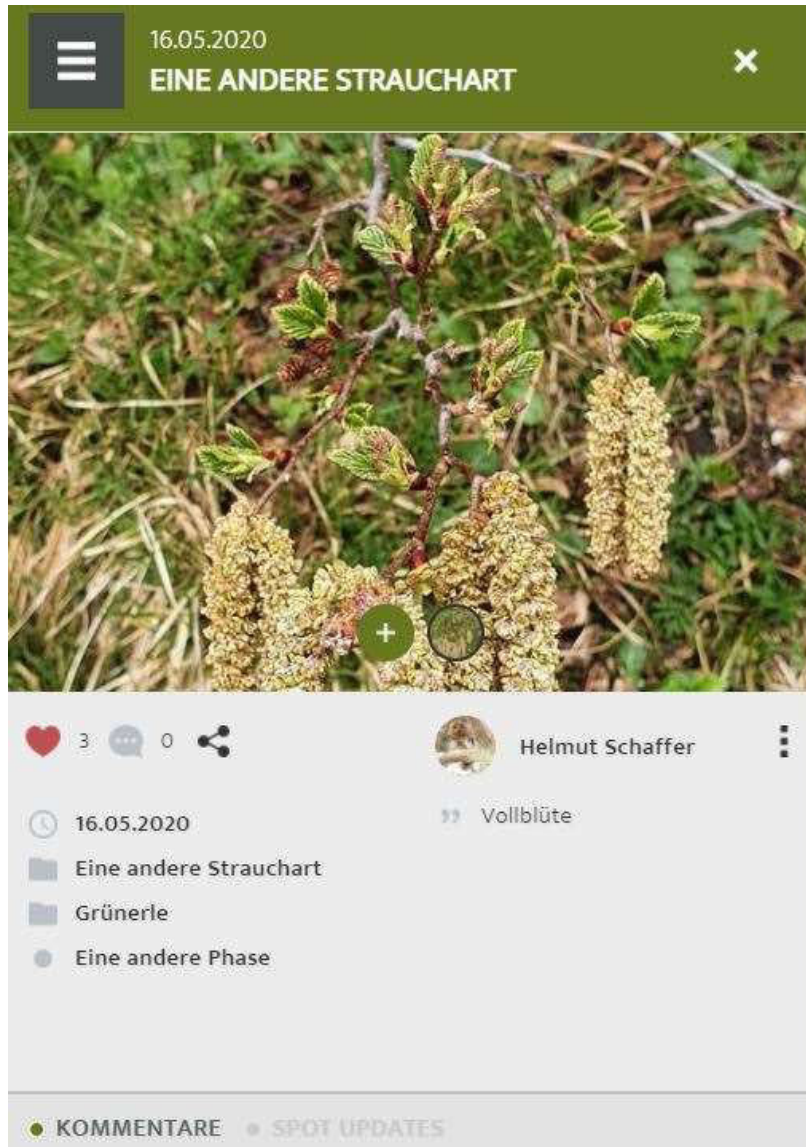 16.05.2020
EINE ANDERE STRAUCHART
3
0
Helmut Schaffer
16.05.2020
Vollblüte
Eine andere Strauchart
Grünerle
Eine andere Phase
KOMMENTARE
SPOT UPDATES